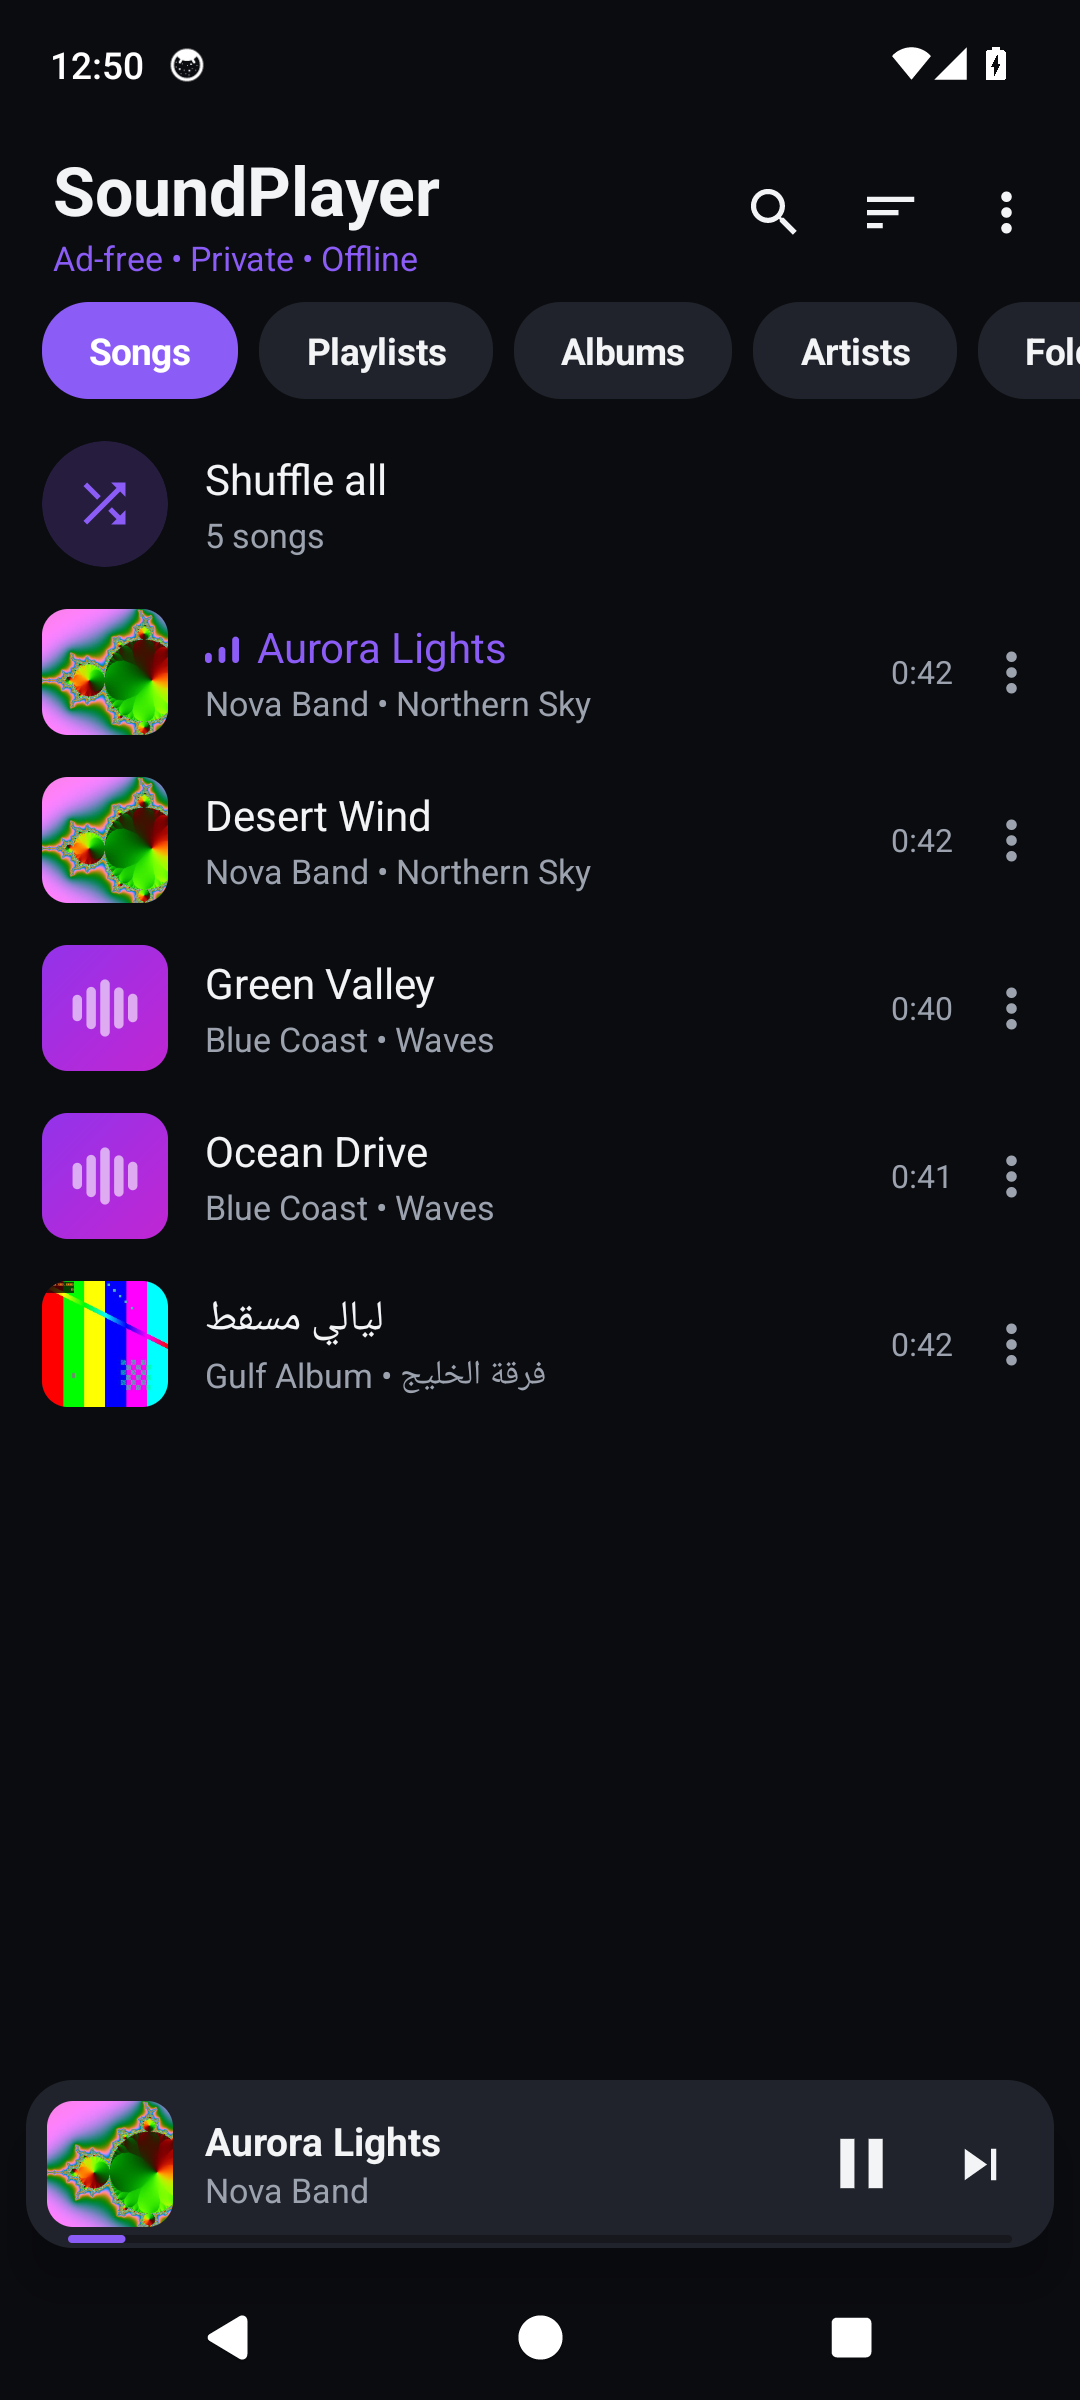 12:50
SoundPlayer
Ad-free • Private • Offline
Songs
Playlists
Albums
Artists
Fol
Shuffle all
5 songs
Aurora Lights
Nova Band • Northern Sky
0:42
Desert Wind
Nova Band • Northern Sky
0:42
Green Valley
Blue Coast • Waves
0:40
Ocean Drive
Blue Coast • Waves
0:41
ليالي مسقط
Gulf Album • فرقة الخليج
0:42
Aurora Lights
Nova Band